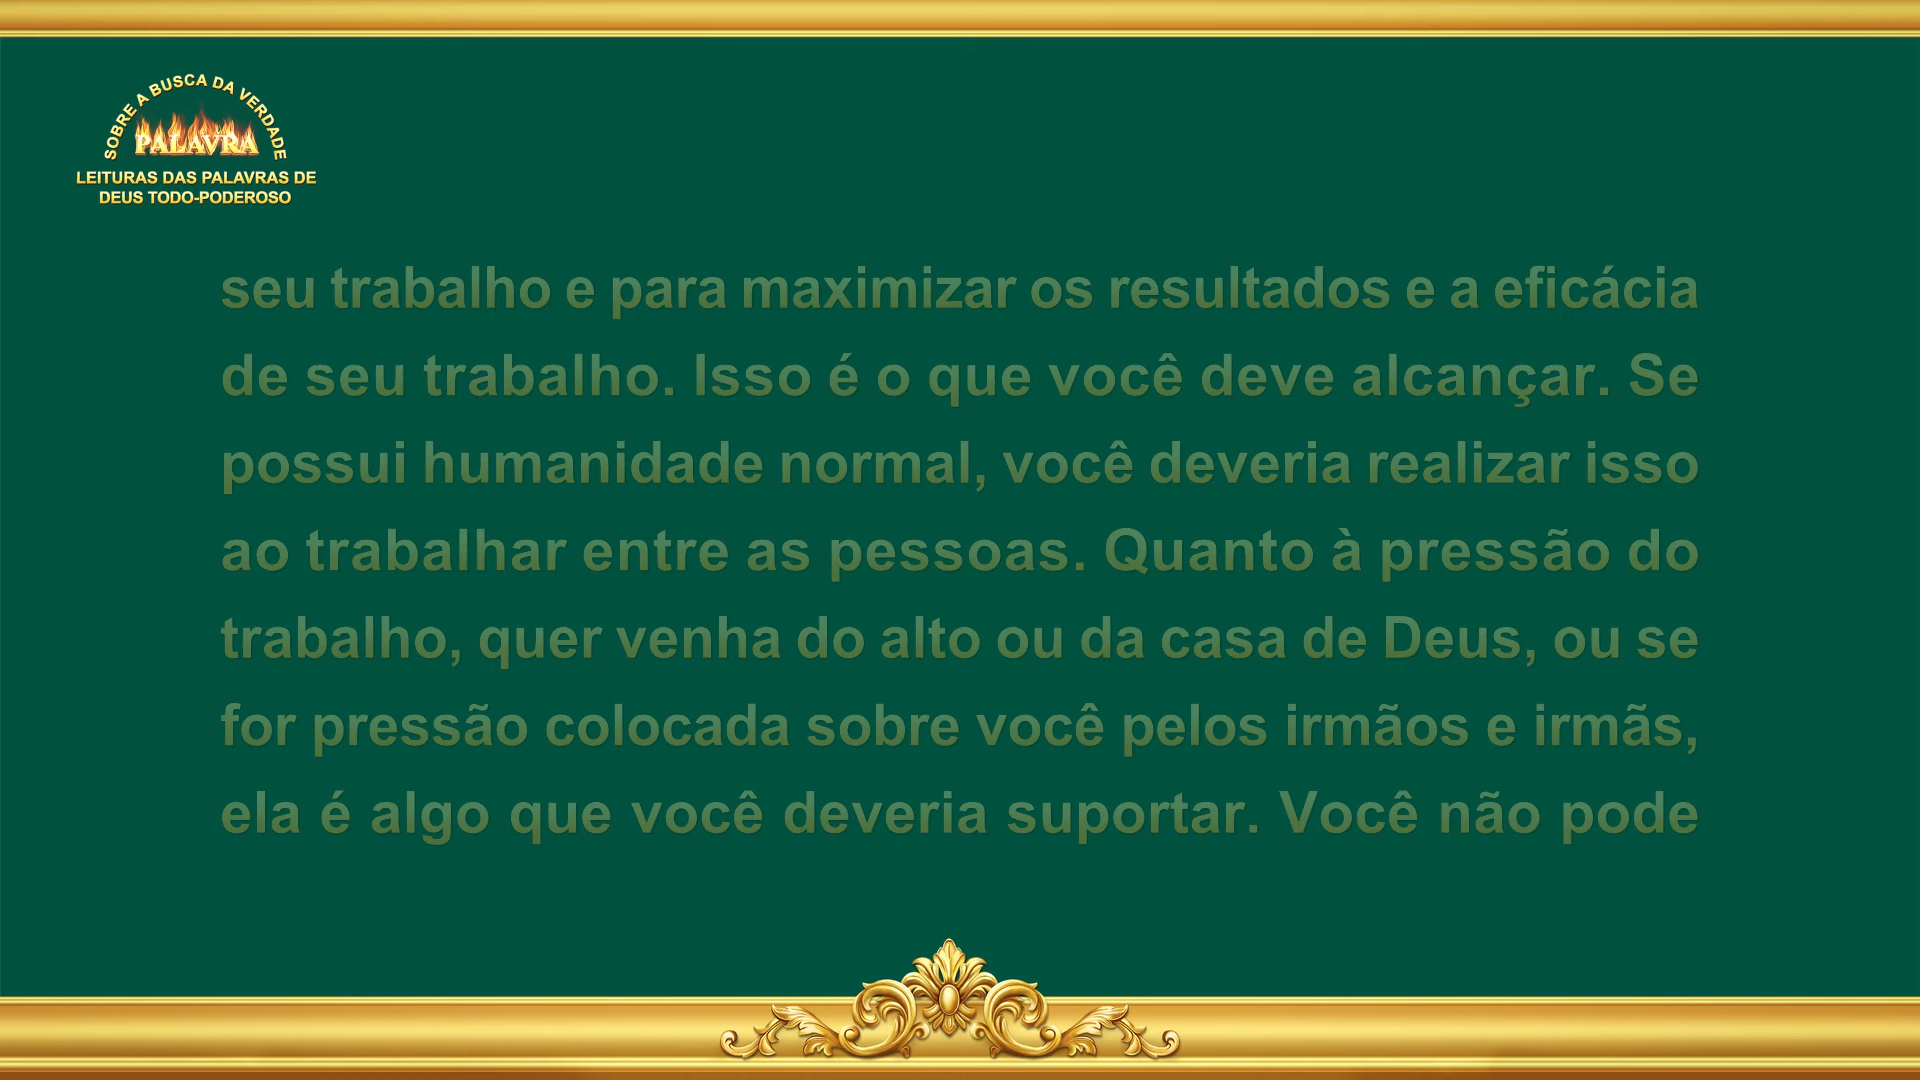 SOBRE A BUSCA DA VERDADE
PALAVRA
LEITURAS DAS PALAVRAS DE
DEUS TODO-PODEROSO
seu trabalho e para maximizar os resultados e a eficácia
de seu trabalho. Isso é o que você deve alcançar. Se
possui humanidade normal, você deveria realizar isso
ao trabalhar entre as pessoas. Quanto à pressão do
trabalho, quer venha do alto ou da casa de Deus, ou se
for pressão colocada sobre você pelos irmãos e irmãs,
ela é algo que você deveria suportar. Você não pode